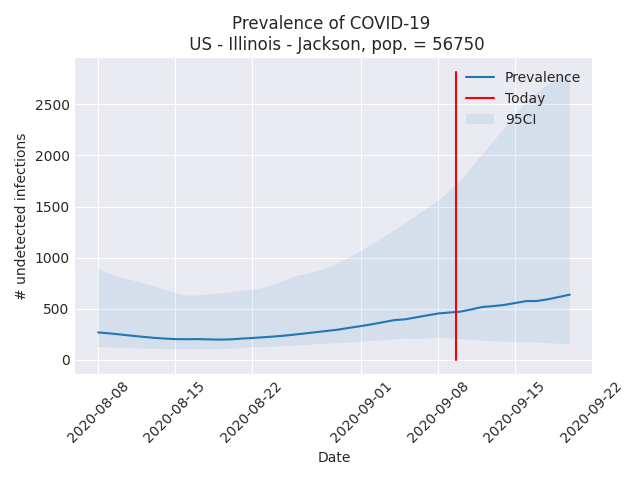 Prevalence of COVID-19
US - Illinois - Jackson, pop. = 56750
Prevalence
Today
95CI
# undetected infections
2500
2000
1500
1000
500
0
2020-08-08
2020-08-15
2020-08-22
2020-09-01
2020-09-08
2020-09-15
2020-09-22
Date